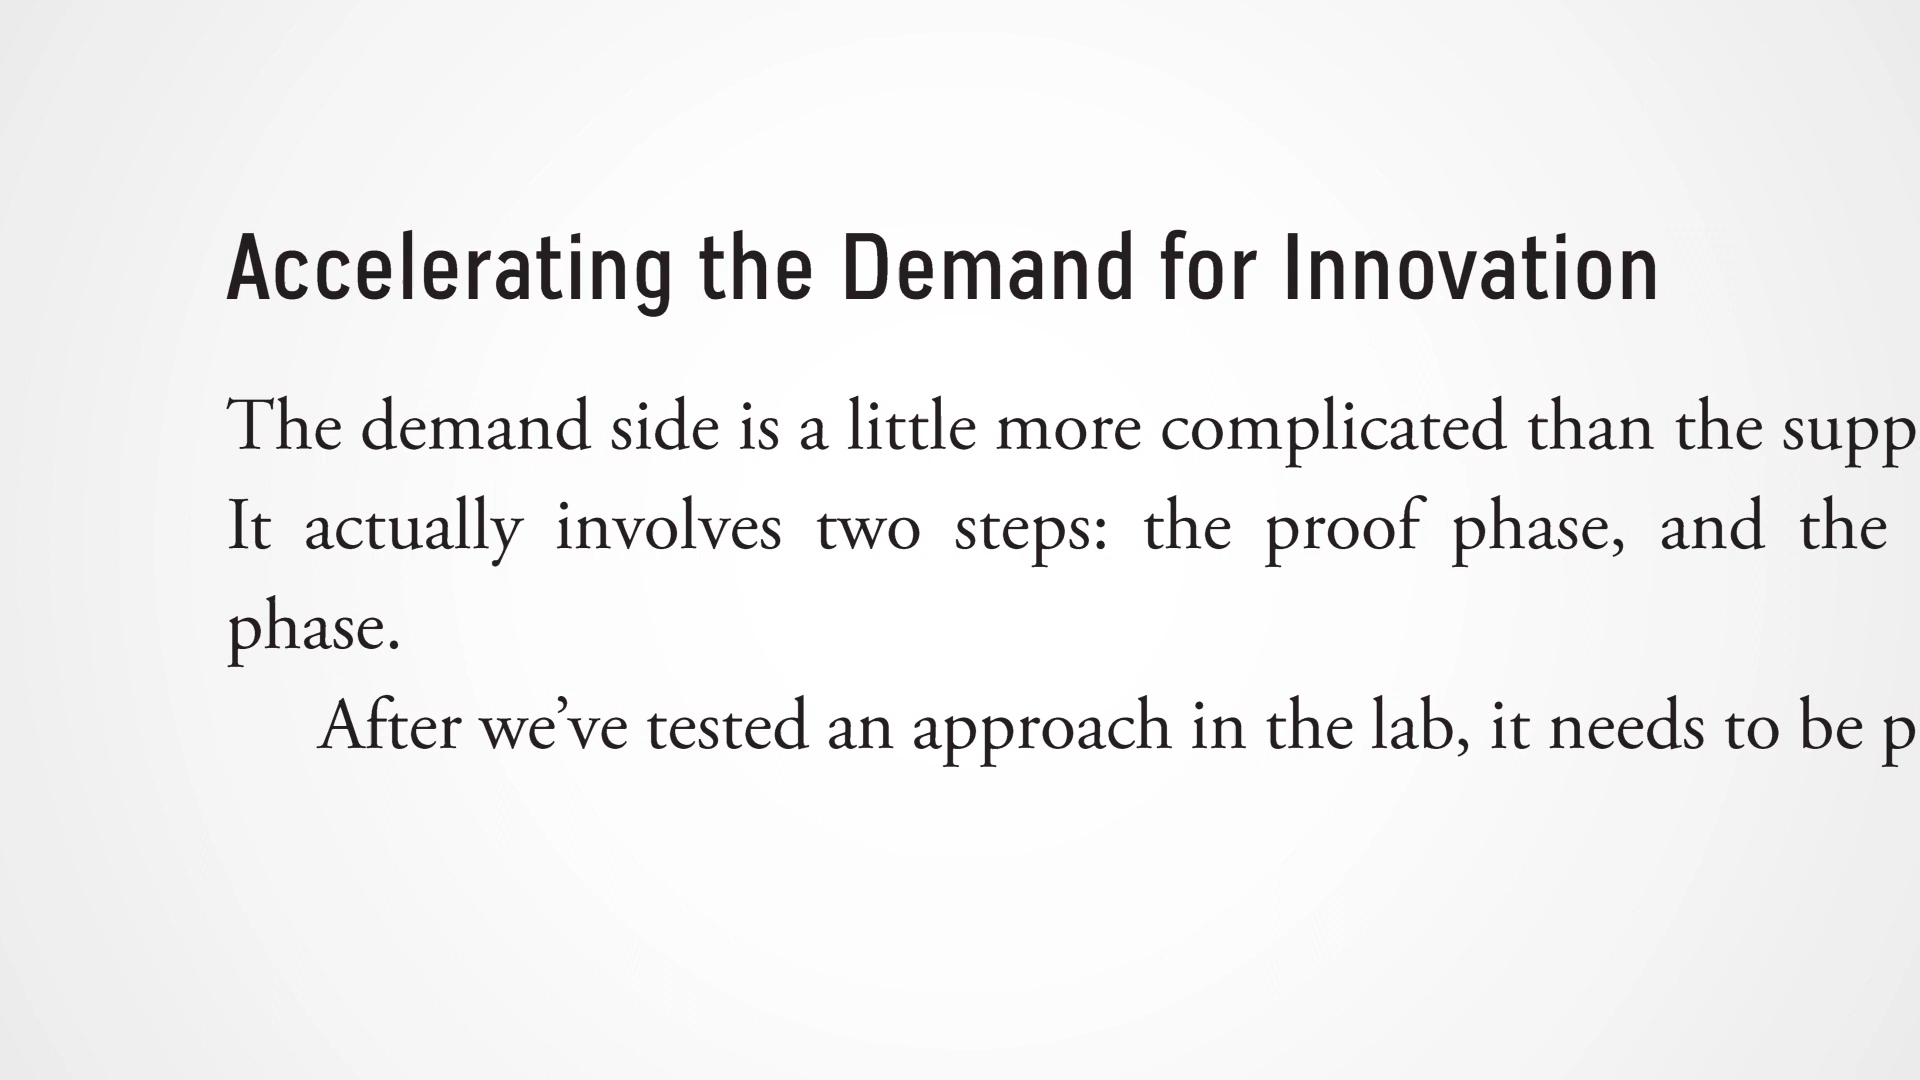 Accelerating the Demand for Innovation
The demand side is a little more complicated than the supp
It actually involves two steps: the proof phase, and the
phase.
After we’ve tested an approach in the lab, it needs to be p